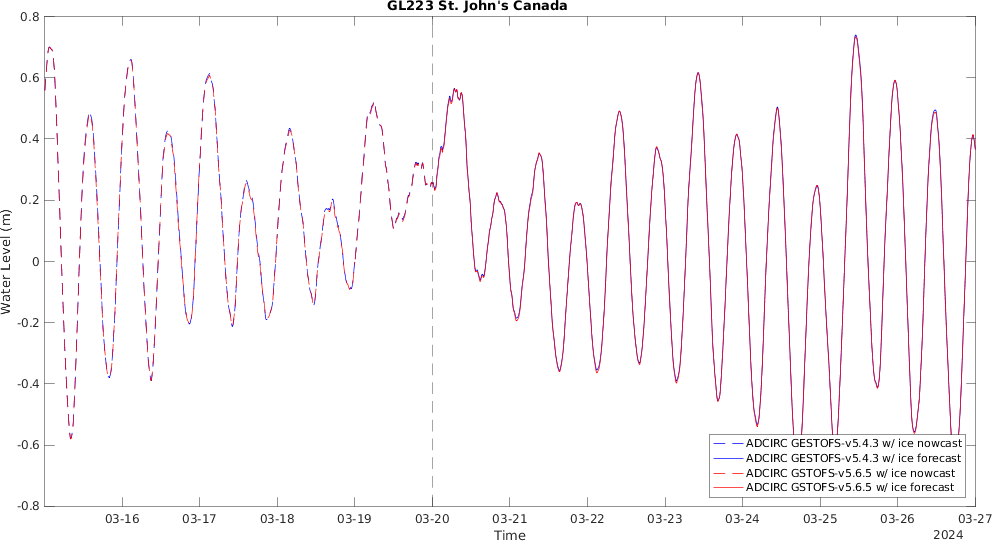 GL223 St. John's Canada
0.8
0.6
0.4
0.2
0
-0.2
-0.4
-0.6
-0.8
Water Level (m)
03-16 03-17 03-18 03-19 03-20 03-21 03-22 03-23 03-24 03-25 03-26 03-27
Time
2024
ADCIRC GESTOFS-v5.4.3 w/ ice nowcast
ADCIRC GESTOFS-v5.4.3 w/ ice forecast
ADCIRC GSTOFS-v5.6.5 w/ ice nowcast
ADCIRC GSTOFS-v5.6.5 w/ ice forecast